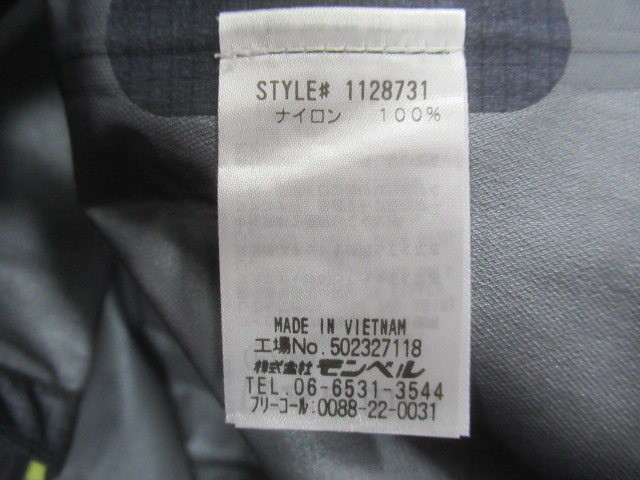 STYLE# 1128731
ナイロン 100%
MADE IN VIETNAM
工場No.502327118
株式会社 モンベル
TEL.06-6531-3544
フリーコール:0088-22-0031